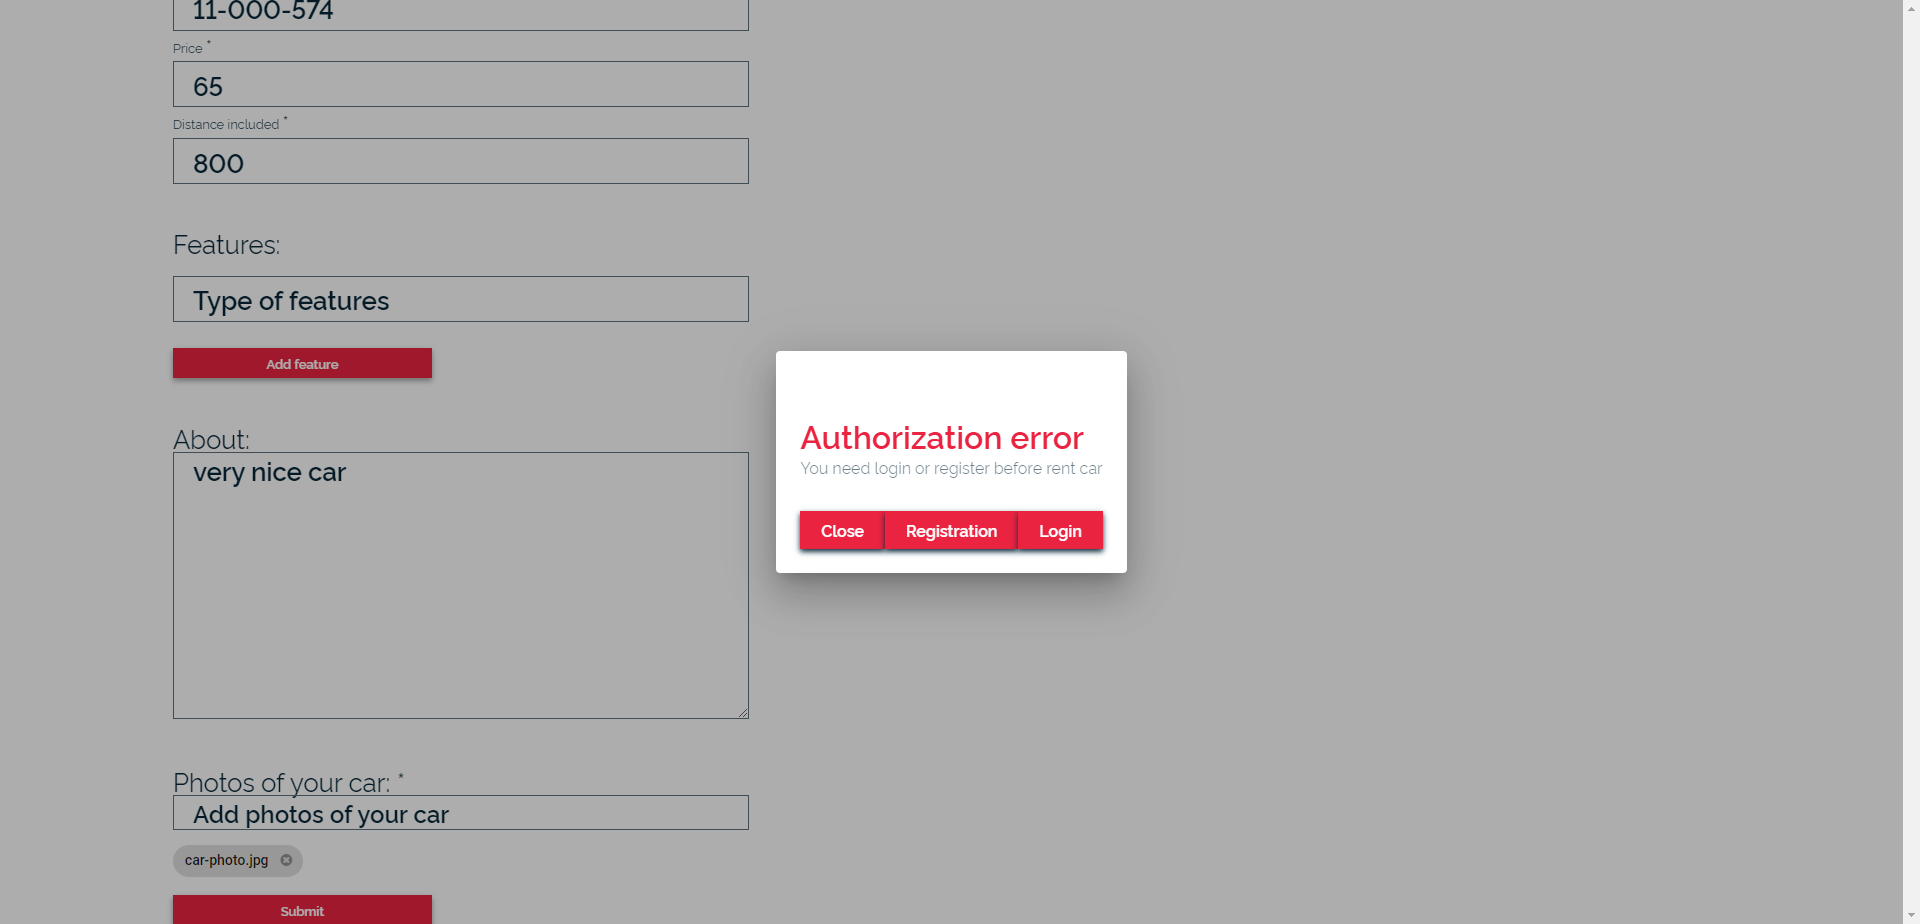 11-000-574
Price *
65
Distance included *
800
Features:
Type of features
Add feature
About:
very nice car
Photos of your car: *
Add photos of your car
car-photo.jpg
Submit
Authorization error
You need login or register before rent car
Close Registration Login